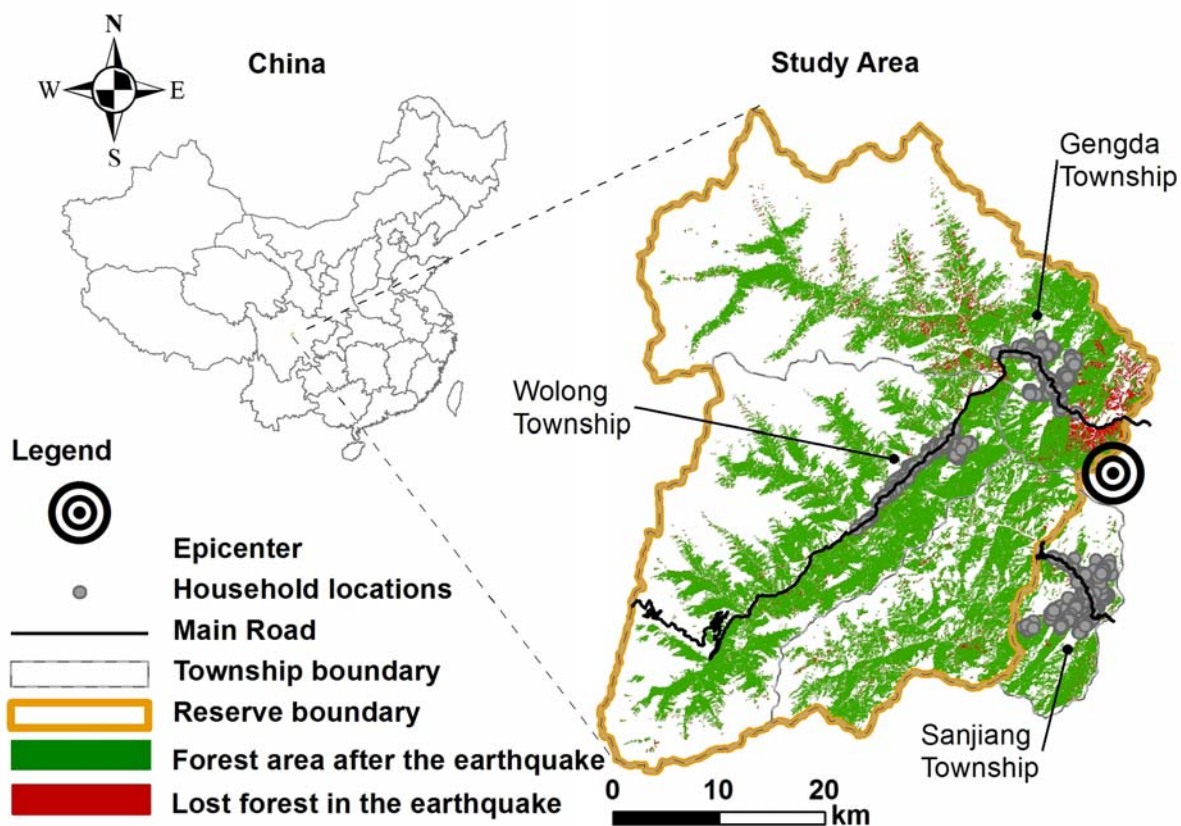 N
W
E
S
China
Study Area
Gengda
Township
Wolong
Township
Sanjiang
Township
Legend
Epicenter
Household locations
Main Road
Township boundary
Reserve boundary
Forest area after the earthquake
Lost forest in the earthquake
0 10 20
km